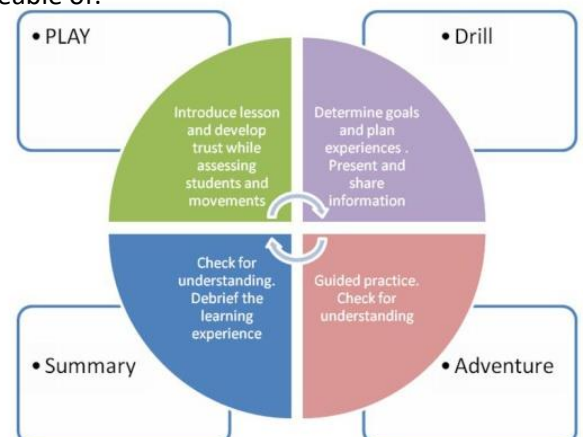 • PLAY
• Drill
Introduce lesson
and develop
trust while
assessing
students and
movements
Determine goals
and plan
experiences .
Present and
share
information
Check for
understanding.
Debrief the
learning
experience
Guided practice.
Check for
understanding
• Summary
• Adventure